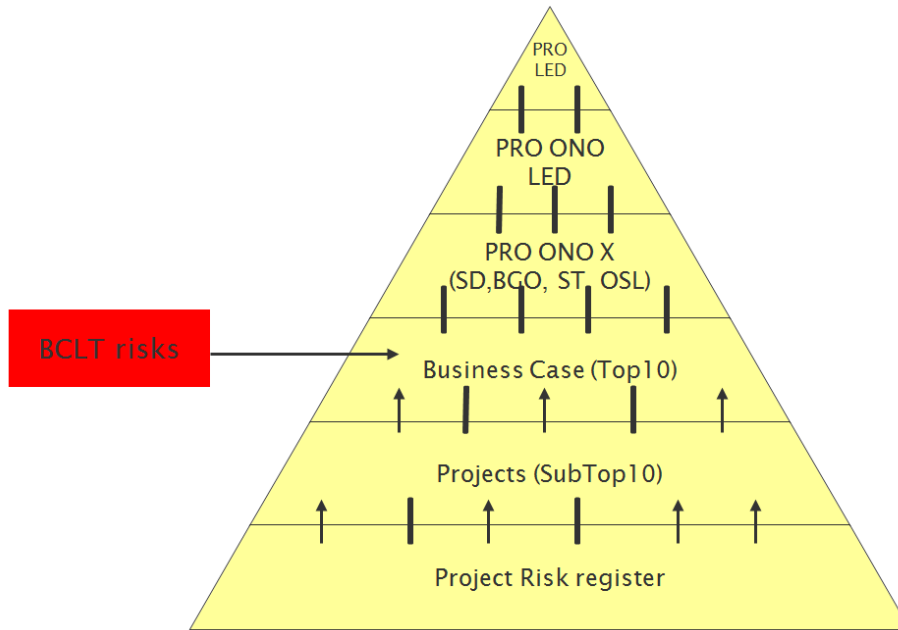 PRO
LED
PRO ONO
LED
PRO ONO X
(SD,BGO, ST, OSL)
BCLT risks
Business Case (Top10)
Projects (SubTop10)
Project Risk register